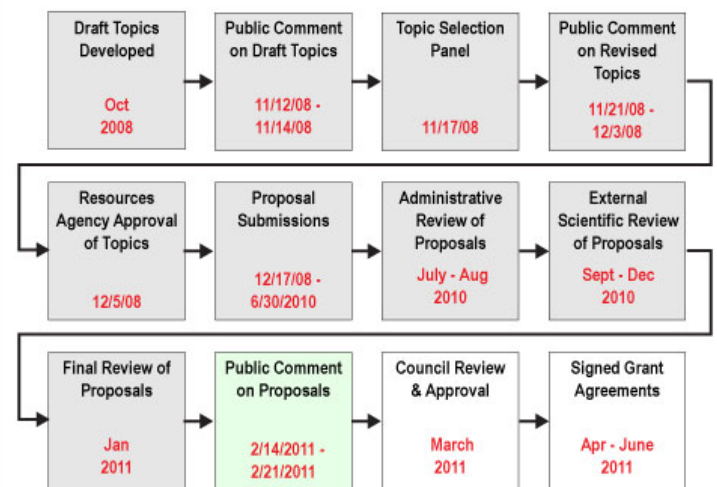 Draft Topics
Developed
Oct
2008
Public Comment
on Draft Topics
11/12/08 -
11/14/08
Topic Selection
Panel
11/17/08
Public Comment
on Revised
Topics
11/21/08 -
12/3/08
Resources
Agency Approval
of Topics
12/5/08
Proposal
Submissions
12/17/08 -
6/30/2010
Administrative
Review of
Proposals
July - Aug
2010
External
Scientific Review
of Proposals
Sept - Dec
2010
Final Review of
Proposals
Jan
2011
Public Comment
on Proposals
2/14/2011 -
2/21/2011
Council Review
& Approval
March
2011
Signed Grant
Agreements
Apr - June
2011